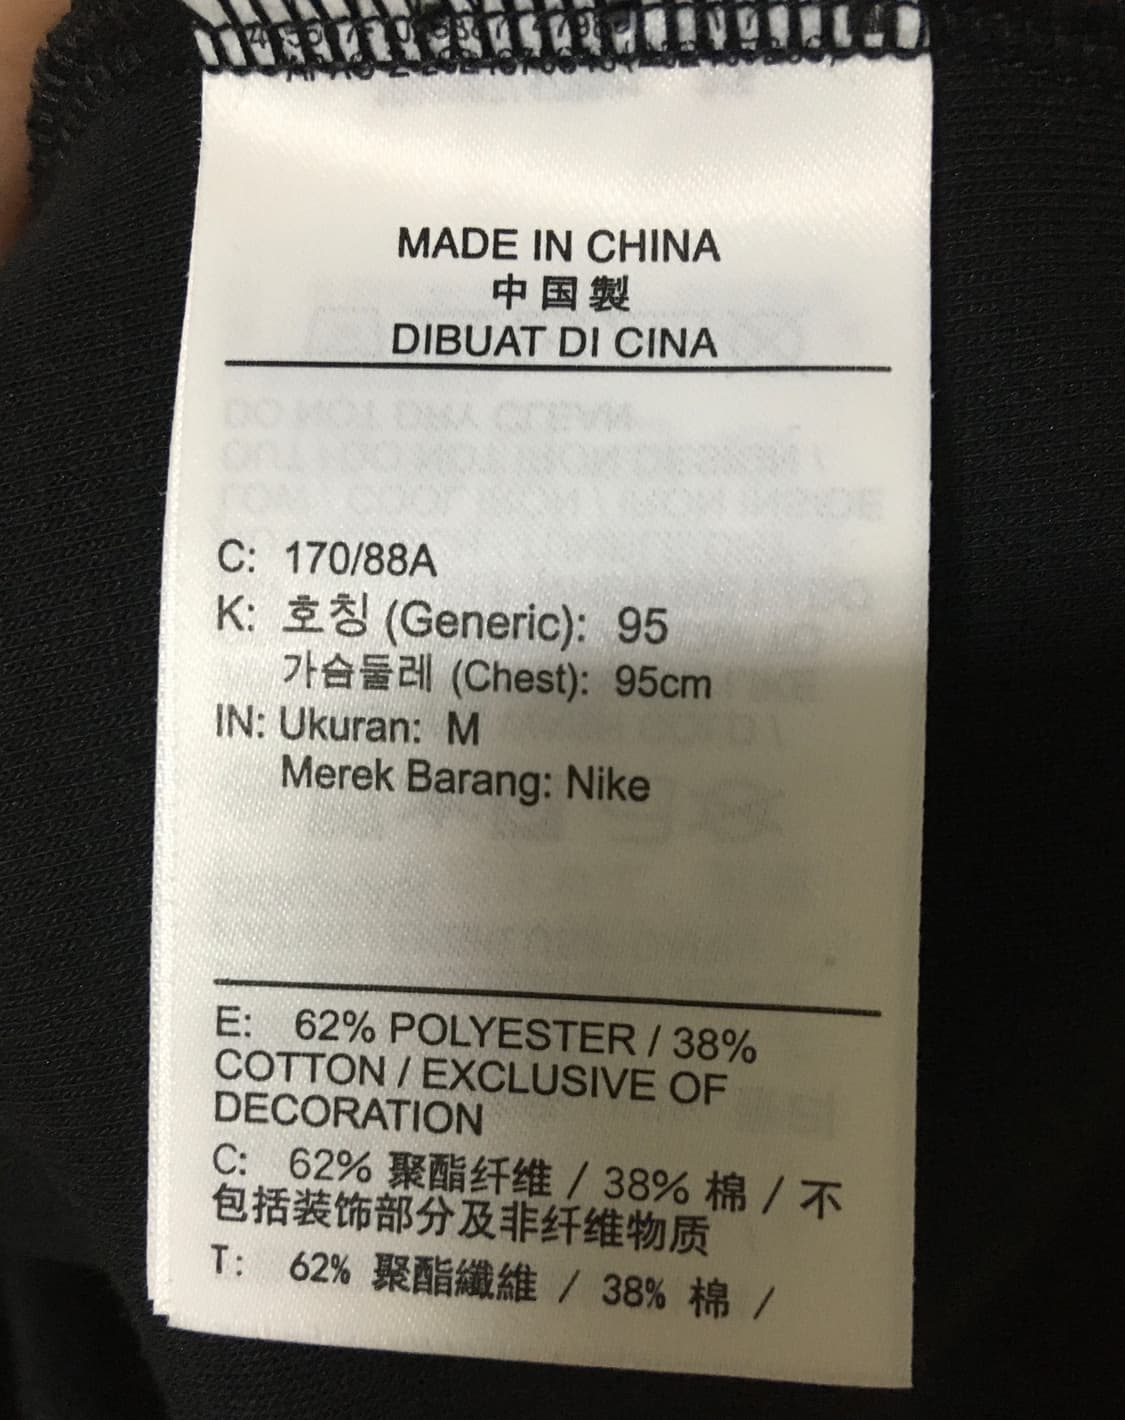 MADE IN CHINA
中国製
DIBUAT DI CINA
C: 170/88A
K: 호칭 (Generic): 95
가슴둘레 (Chest): 95cm
IN: Ukuran: M
Merek Barang: Nike
E: 62% POLYESTER / 38%
COTTON / EXCLUSIVE OF
DECORATION
C: 62% 聚酯纤维 / 38% 棉 / 不
包括装饰部分及非纤维物质
T: 62% 聚酯纖維 / 38% 棉 /